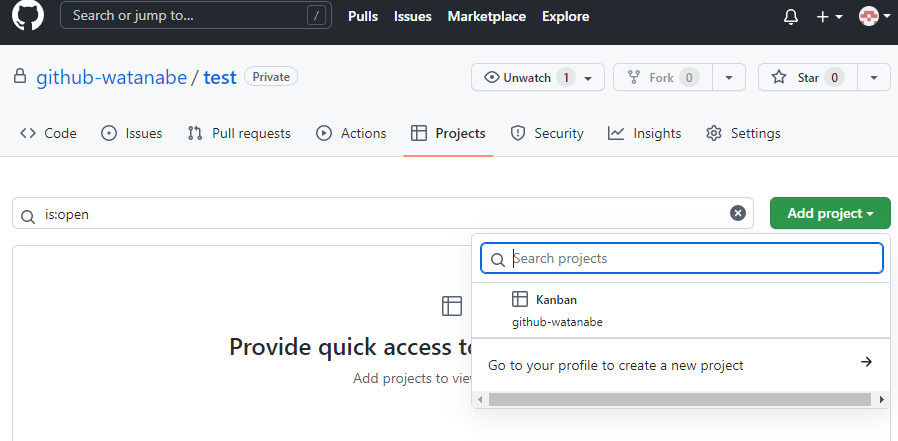 Search or jump to... /
Pulls Issues Marketplace Explore
github-watanabe / test Private
Unwatch 1 Fork 0 Star 0
Code Issues Pull requests Actions Projects Security Insights Settings
is:open
Add project
Search projects
Kanban
github-watanabe
Provide quick access to
Add projects to vie
Go to your profile to create a new project